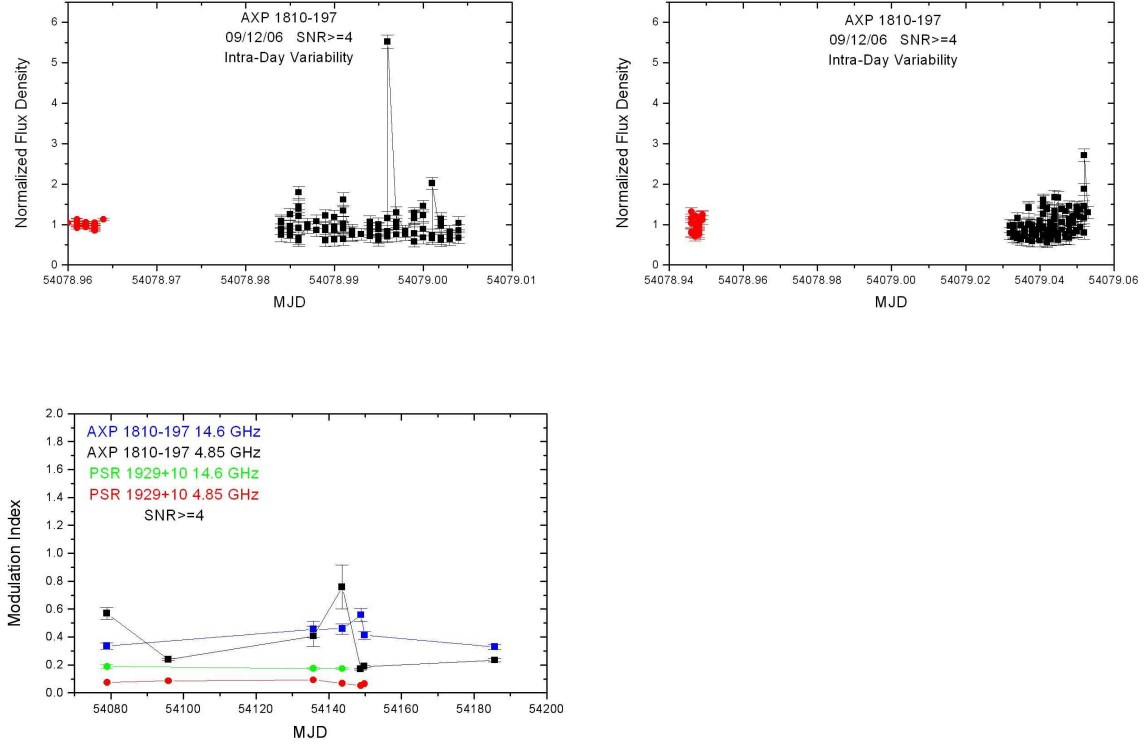 AXP 1810-197
09/12/06 SNR>=4
Intra-Day Variability
Normalized Flux Density
6
5
4
3
2
1
0
54078.96 54078.97 54078.98 54078.99 54079.00 54079.01
MJD
AXP 1810-197
09/12/06 SNR>=4
Intra-Day Variability
Normalized Flux Density
6
5
4
3
2
1
0
54078.94 54078.96 54078.98 54079.00 54079.02 54079.04 54079.06
MJD
AXP 1810-197 14.6 GHz
AXP 1810-197 4.85 GHz
PSR 1929+10 14.6 GHz
PSR 1929+10 4.85 GHz
SNR>=4
Modulation Index
2.0
1.8
1.6
1.4
1.2
1.0
0.8
0.6
0.4
0.2
0.0
54080 54100 54120 54140 54160 54180 54200
MJD